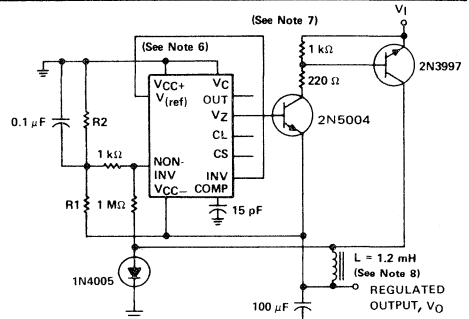 (See Note 7)
VI
(See Note 6)
1 kΩ
2N3997
220 Ω
VCC+
VC
V(ref)
OUT
VZ
2N5004
0.1 μF
R2
CL
CS
1 kΩ
NON-
INV
INV
VCC−
COMP
R1
1 MΩ
15 pF
1N4005
L = 1.2 mH
(See Note 8)
100 μF
REGULATED
OUTPUT, VO